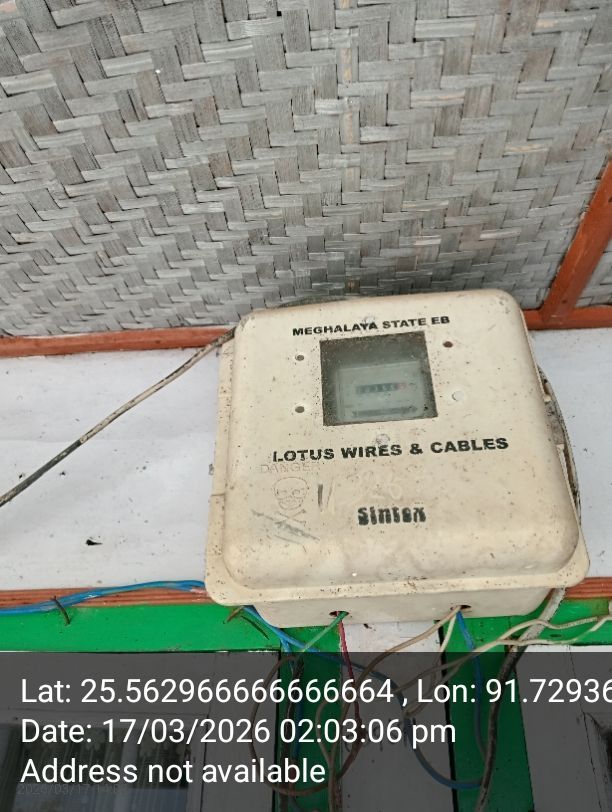 MEGHALAYA STATE EB
LOTUS WIRES & CABLES
DANGER
Sintex
Lat: 25.562966666666664 , Lon: 91.72936
Date: 17/03/2026 02:03:06 pm
Address not available